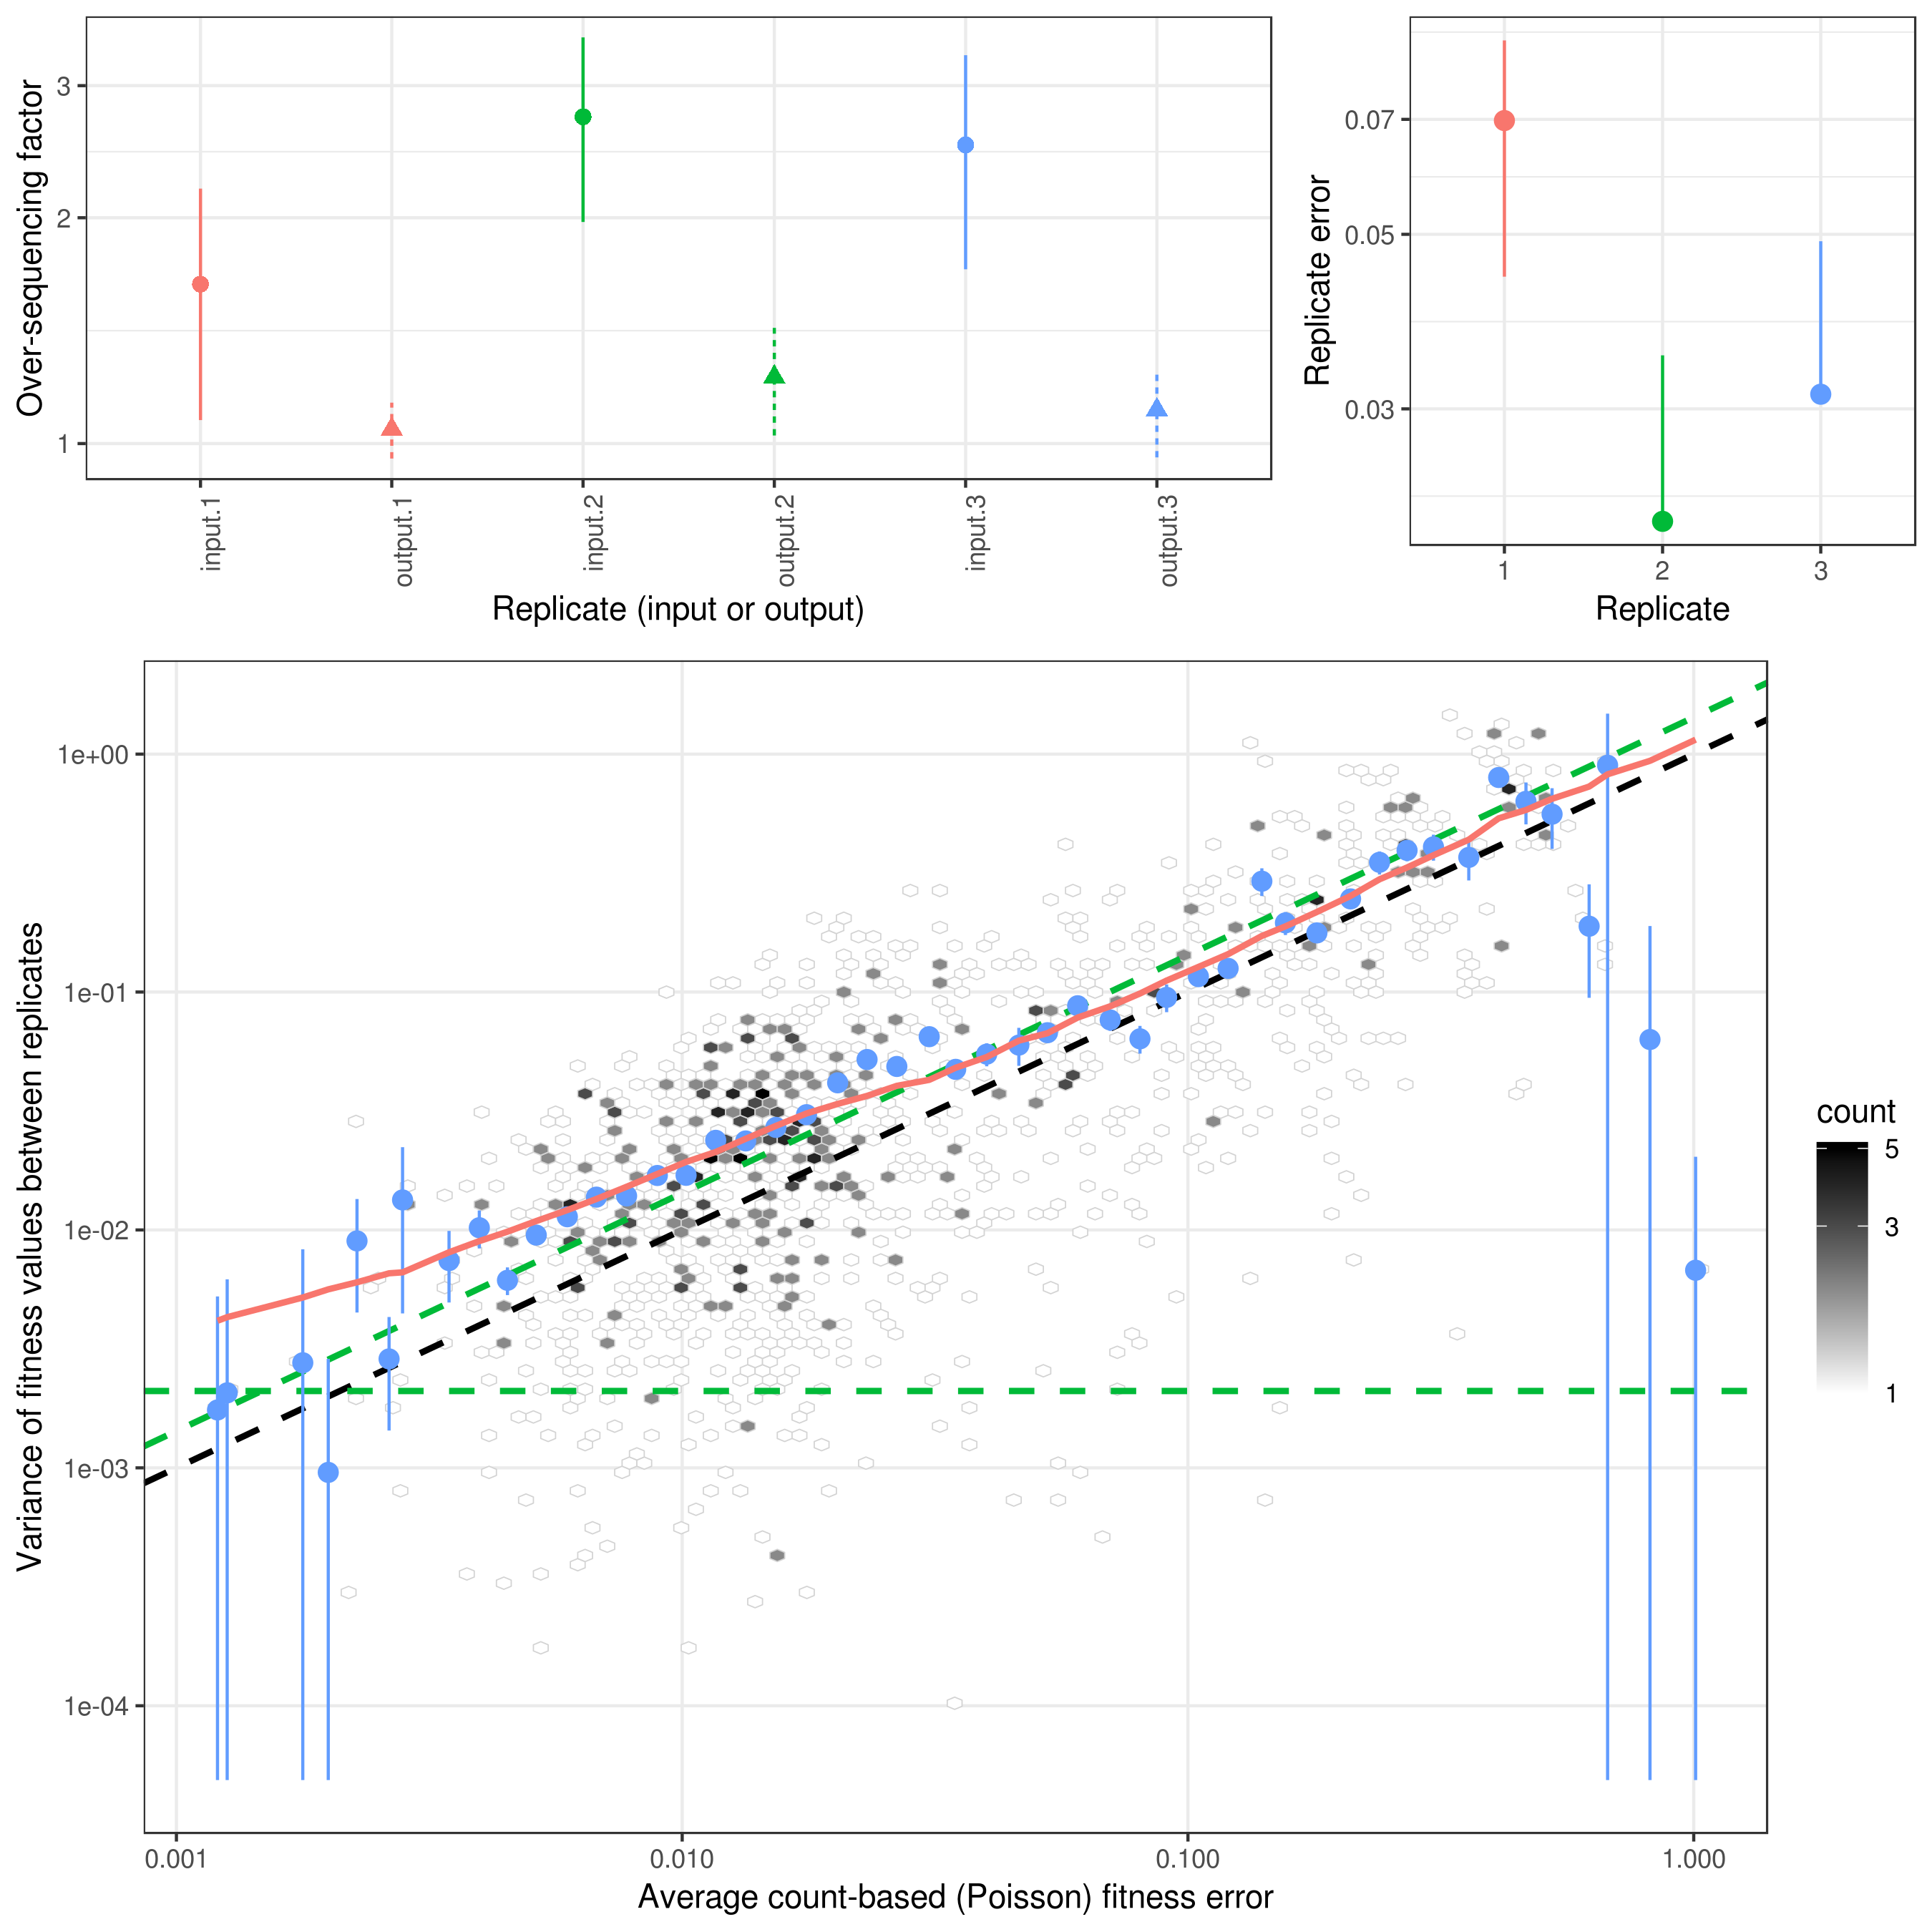 Over-sequencing factor
3
2
1
input.1
output.1
input.2
output.2
input.3
output.3
Replicate (input or output)
Replicate error
0.07
0.05
0.03
1
2
3
Replicate
Variance of fitness values between replicates
1e+00
1e-01
1e-02
1e-03
1e-04
0.001
0.010
0.100
1.000
Average count-based (Poisson) fitness error
count
5
3
1